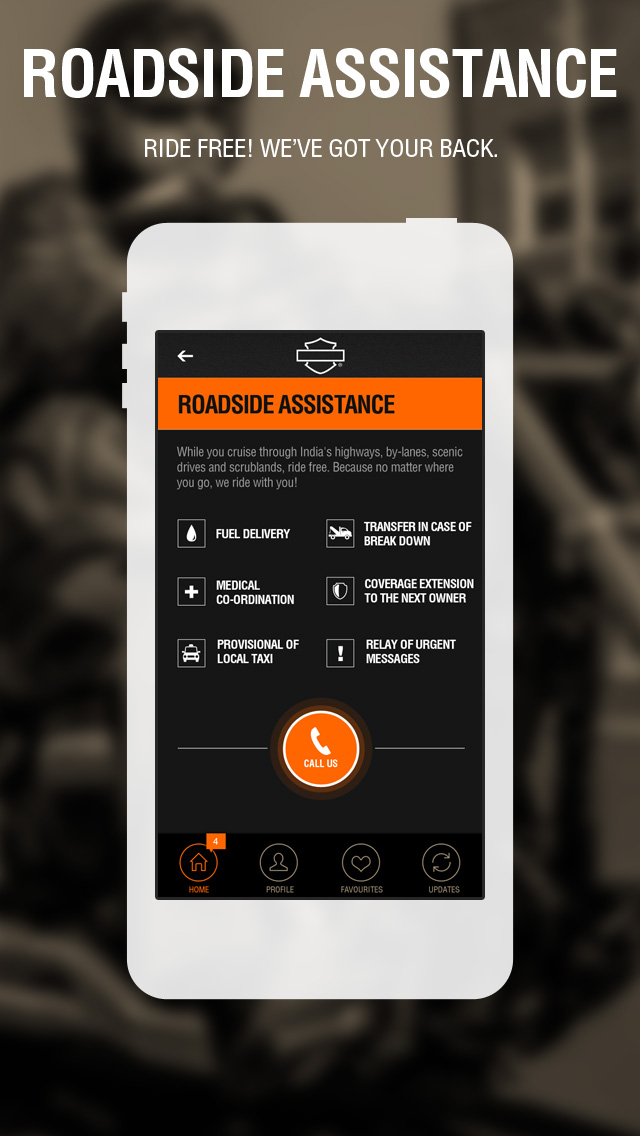 ROADSIDE ASSISTANCE
RIDE FREE! WE'VE GOT YOUR BACK.
ROADSIDE ASSISTANCE
While you cruise through India's highways, by-lanes, scenic
drives and scrublands, ride free. Because no matter where
you go, we ride with you!
FUEL DELIVERY
TRANSFER IN CASE OF
BREAK DOWN
MEDICAL
CO-ORDINATION
COVERAGE EXTENSION
TO THE NEXT OWNER
PROVISIONAL OF
LOCAL TAXI
RELAY OF URGENT
MESSAGES
CALL US
4
HOME
PROFILE
FAVOURITES
UPDATES